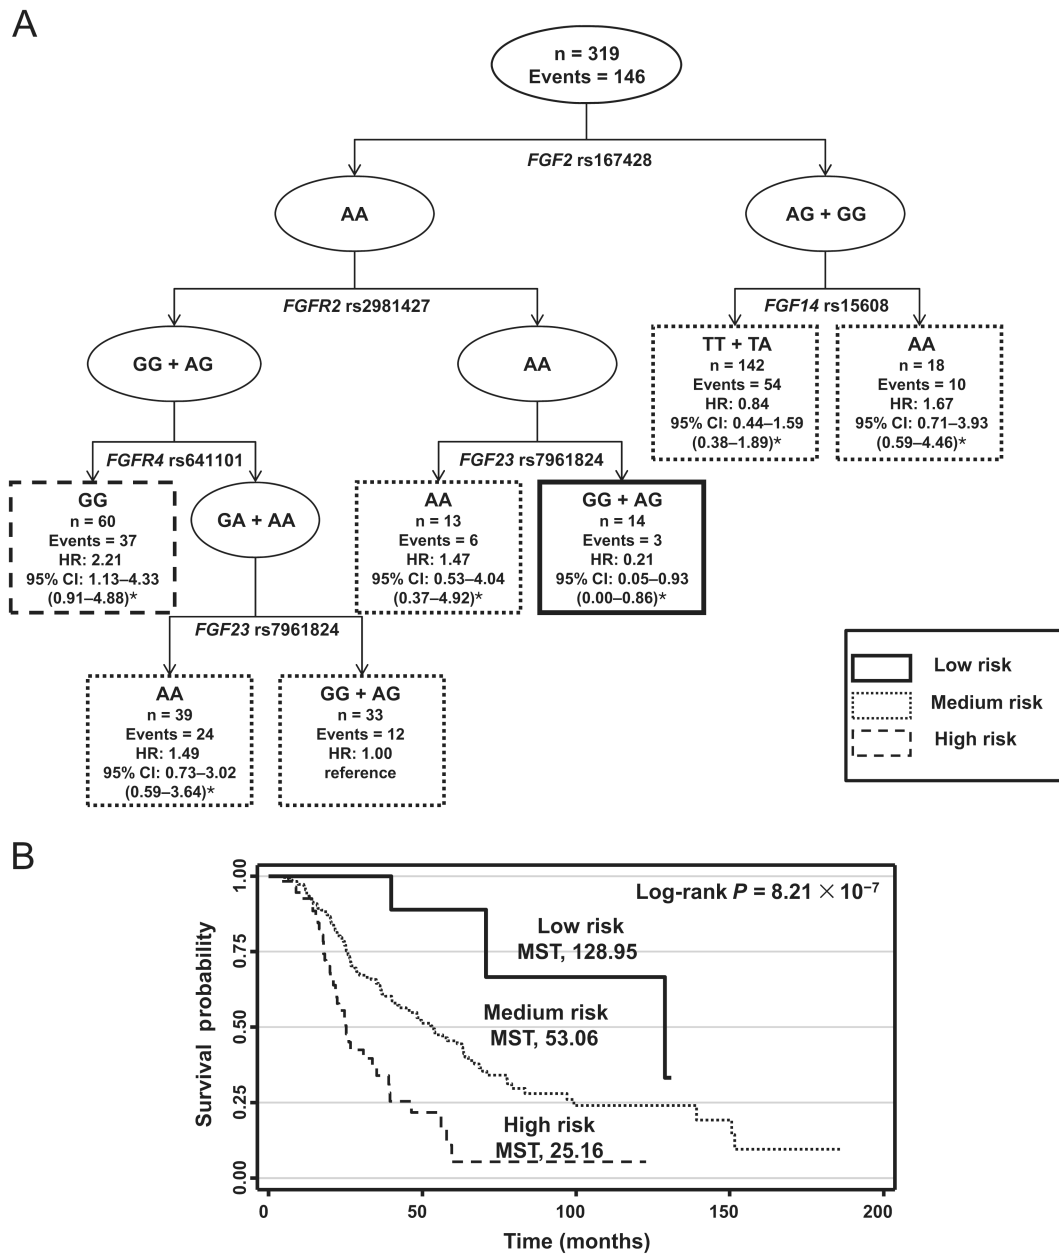 A
n = 319
Events = 146
FGF2 rs167428
AA
AG + GG
FGFR2 rs2981427
FGF14 rs15608
GG + AG
AA
TT + TA
n = 142
Events = 54
HR: 0.84
95% CI: 0.44–1.59
(0.38–1.89)*
AA
n = 18
Events = 10
HR: 1.67
95% CI: 0.71–3.93
(0.59–4.46)*
FGFR4 rs641101
FGF23 rs7961824
GG
n = 60
Events = 37
HR: 2.21
95% CI: 1.13–4.33
(0.91–4.88)*
GA + AA
AA
n = 13
Events = 6
HR: 1.47
95% CI: 0.53–4.04
(0.37–4.92)*
GG + AG
n = 14
Events = 3
HR: 0.21
95% CI: 0.05–0.93
(0.00–0.86)*
FGF23 rs7961824
AA
n = 39
Events = 24
HR: 1.49
95% CI: 0.73–3.02
(0.59–3.64)*
GG + AG
n = 33
Events = 12
HR: 1.00
reference
Low risk
Medium risk
High risk
B
Log-rank P = 8.21 × 10⁻⁷
Low risk
MST, 128.95
Medium risk
MST, 53.06
High risk
MST, 25.16
Survival probability
1.00
0.75
0.50
0.25
0.00
0 50 100 150 200
Time (months)